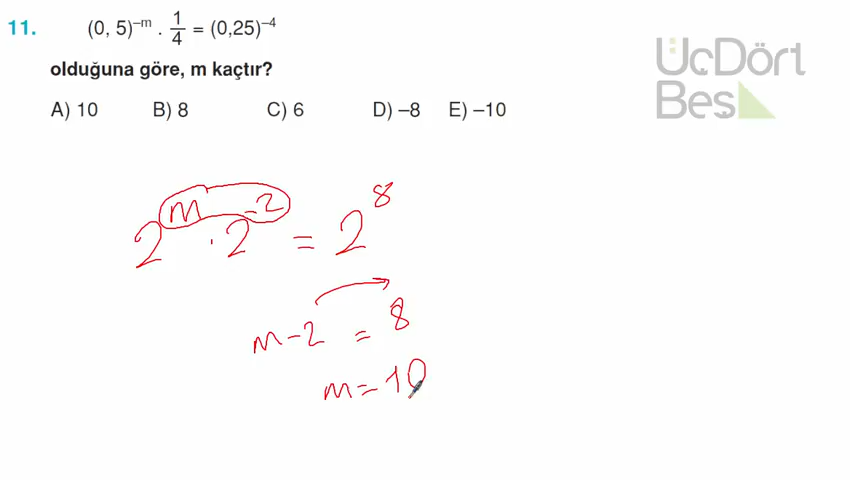 11. (0, 5)^–m . 1/4 = (0,25)^–4
olduğuna göre, m kaçtır?
A) 10 B) 8 C) 6 D) –8 E) –10
ÜçDört
Beş
2^m . 2^-2 = 2^8
m-2 = 8
m=10